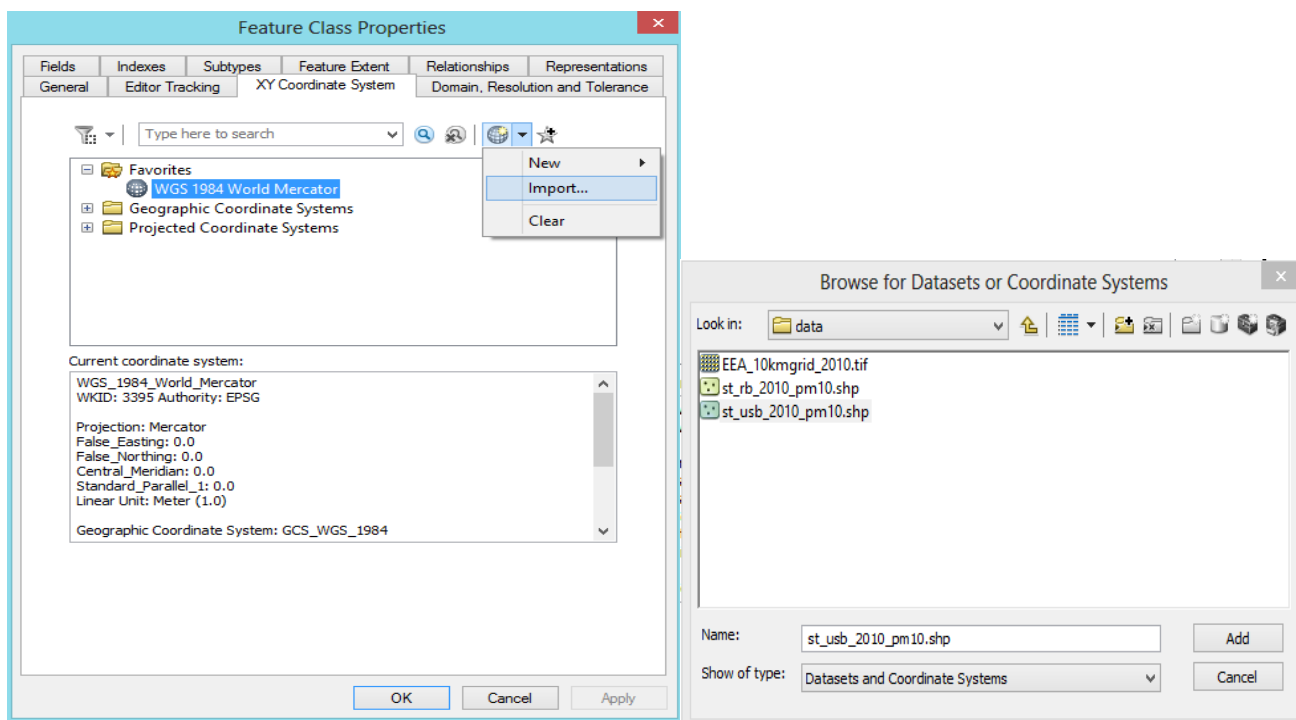 Feature Class Properties
Fields Indexes Subtypes Feature Extent Relationships Representations
General Editor Tracking XY Coordinate System Domain, Resolution and Tolerance
Type here to search
New
Import...
Clear
Favorites
WGS 1984 World Mercator
Geographic Coordinate Systems
Projected Coordinate Systems
Current coordinate system:
WGS_1984_World_Mercator
WKID: 3395 Authority: EPSG
Projection: Mercator
False_Easting: 0.0
False_Northing: 0.0
Central_Meridian: 0.0
Standard_Parallel_1: 0.0
Linear Unit: Meter (1.0)
Geographic Coordinate System: GCS_WGS_1984
OK Cancel Apply
Browse for Datasets or Coordinate Systems
Look in: data
EEA_10kmgrid_2010.tif
st_rb_2010_pm10.shp
st_usb_2010_pm10.shp
Name: st_usb_2010_pm10.shp Add
Show of type: Datasets and Coordinate Systems Cancel